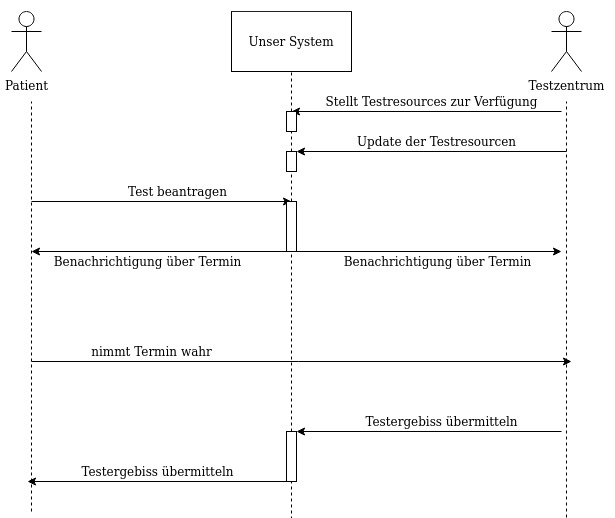 Unser System
Patient
Testzentrum
Stellt Testresources zur Verfügung
Update der Testresourcen
Test beantragen
Benachrichtigung über Termin
Benachrichtigung über Termin
nimmt Termin wahr
Testergebiss übermitteln
Testergebiss übermitteln